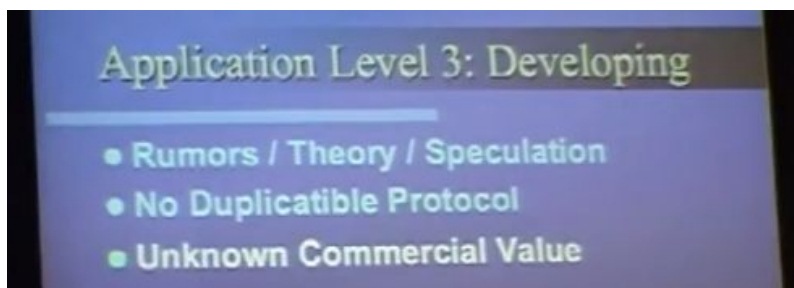 Application Level 3: Developing
Rumors / Theory / Speculation
No Duplicatible Protocol
Unknown Commercial Value